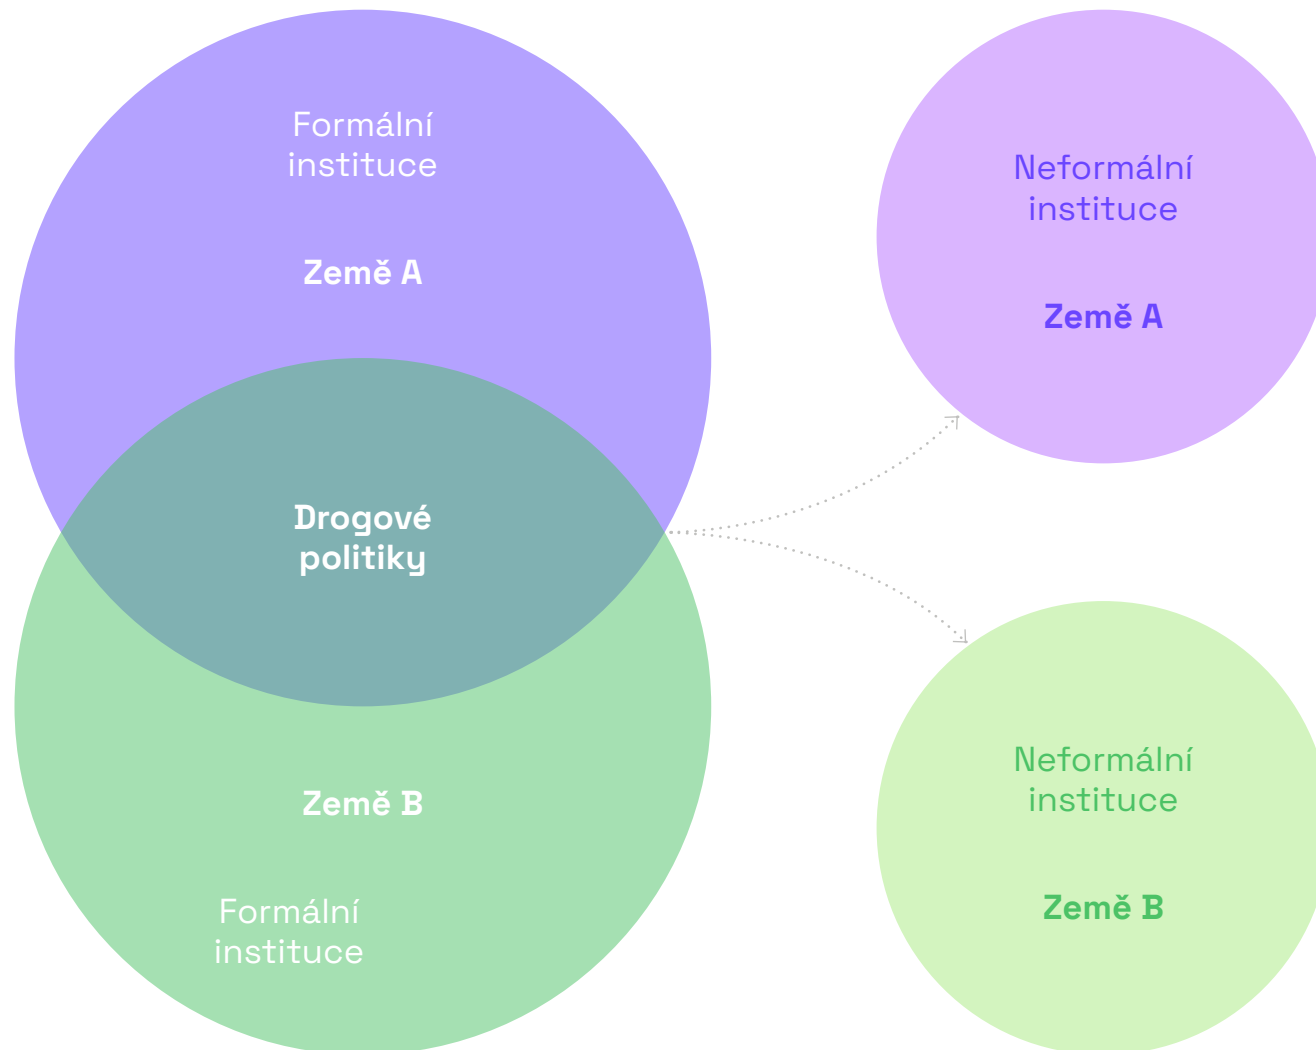 Formální
instituce
Země A
Drogové
politiky
Země B
Formální
instituce
Neformální
instituce
Země A
Neformální
instituce
Země B